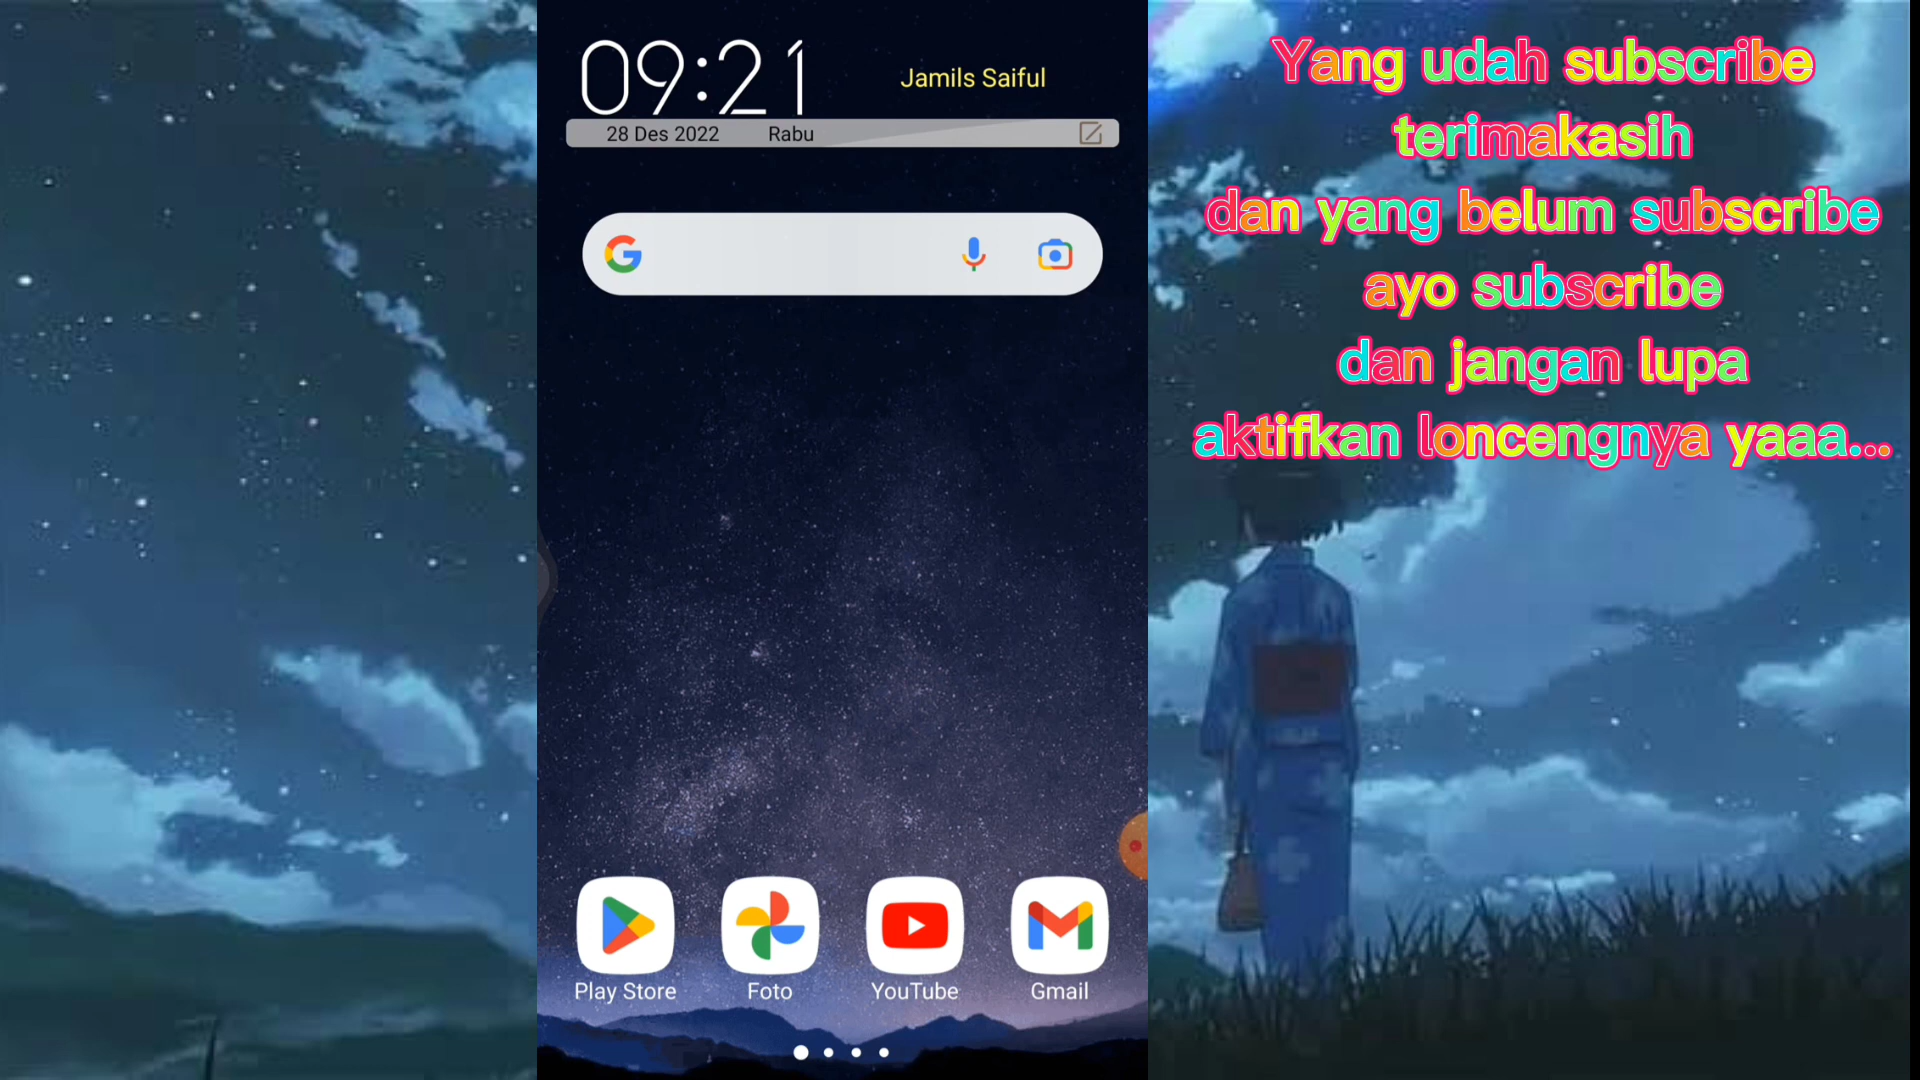 09:21
Jamils Saiful
28 Des 2022 Rabu
Play Store
Foto
YouTube
Gmail
Yang udah subscribe
terimakasih
dan yang belum subscribe
ayo subscribe
dan jangan lupa
aktifkan loncengnya yaaa...